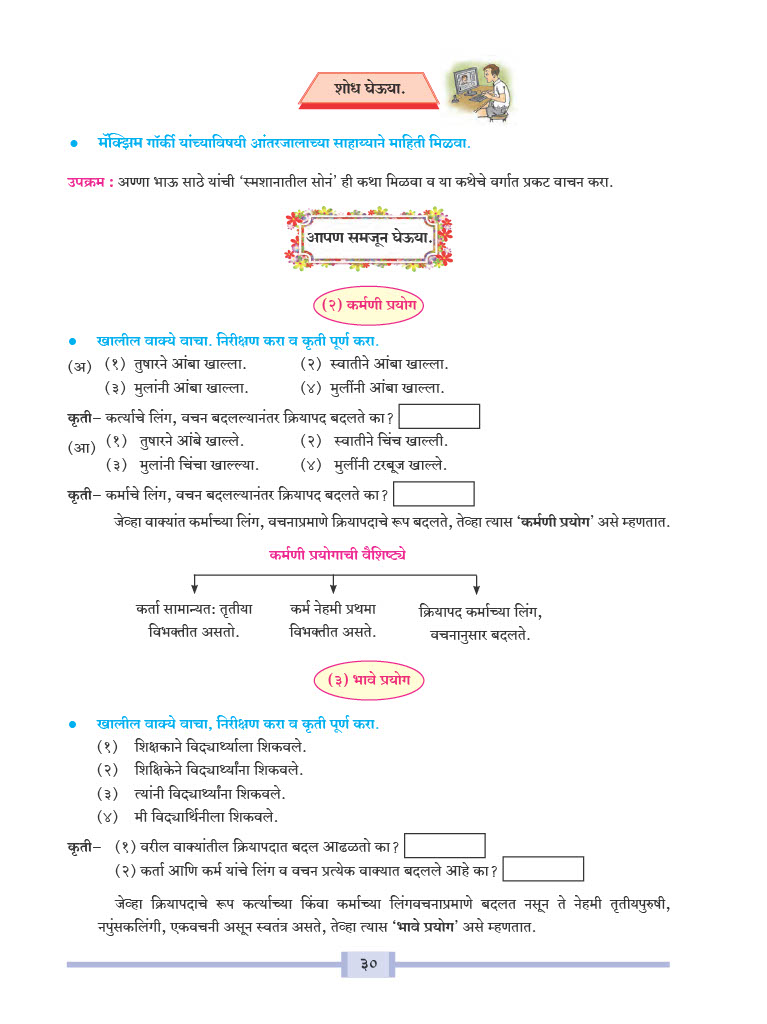 शोध घेऊया.
• मॅक्झिम गॉर्की यांच्याविषयी आंतरजालाच्या साहाय्याने माहिती मिळवा.
उपक्रम : अण्णा भाऊ साठे यांची ‘स्मशानातील सोनं’ ही कथा मिळवा व या कथेचे वर्गात प्रकट वाचन करा.
आपण समजून घेऊया.
(२) कर्मणी प्रयोग
• खालील वाक्ये वाचा. निरीक्षण करा व कृती पूर्ण करा.
(अ) (१) तुषारने आंबा खाल्ला. (२) स्वातीने आंबा खाल्ला.
(३) मुलांनी आंबा खाल्ला. (४) मुलींनी आंबा खाल्ला.
कृती– कर्त्याचे लिंग, वचन बदलल्यानंतर क्रियापद बदलते का?
(आ) (१) तुषारने आंबे खाल्ले. (२) स्वातीने चिंच खाल्ली.
(३) मुलांनी चिंचा खाल्ल्या. (४) मुलींनी टरबूज खाल्ले.
कृती– कर्माचे लिंग, वचन बदलल्यानंतर क्रियापद बदलते का?
जेव्हा वाक्यांत कर्माच्या लिंग, वचनाप्रमाणे क्रियापदाचे रूप बदलते, तेव्हा त्यास ‘कर्मणी प्रयोग’ असे म्हणतात.
कर्मणी प्रयोगाची वैशिष्ट्ये
कर्ता सामान्यतः तृतीया
विभक्तीत असतो.
कर्म नेहमी प्रथमा
विभक्तीत असते.
क्रियापद कर्माच्या लिंग,
वचनानुसार बदलते.
(३) भावे प्रयोग
• खालील वाक्ये वाचा, निरीक्षण करा व कृती पूर्ण करा.
(१) शिक्षकाने विद्यार्थ्याला शिकवले.
(२) शिक्षिकेने विद्यार्थ्यांना शिकवले.
(३) त्यांनी विद्यार्थ्यांना शिकवले.
(४) मी विद्यार्थिनीला शिकवले.
कृती– (१) वरील वाक्यांतील क्रियापदात बदल आढळतो का?
(२) कर्ता आणि कर्म यांचे लिंग व वचन प्रत्येक वाक्यात बदलले आहे का?
जेव्हा क्रियापदाचे रूप कर्त्याच्या किंवा कर्माच्या लिंगवचनाप्रमाणे बदलत नसून ते नेहमी तृतीयपुरुषी,
नपुंसकलिंगी, एकवचनी असून स्वतंत्र असते, तेव्हा त्यास ‘भावे प्रयोग’ असे म्हणतात.
३०